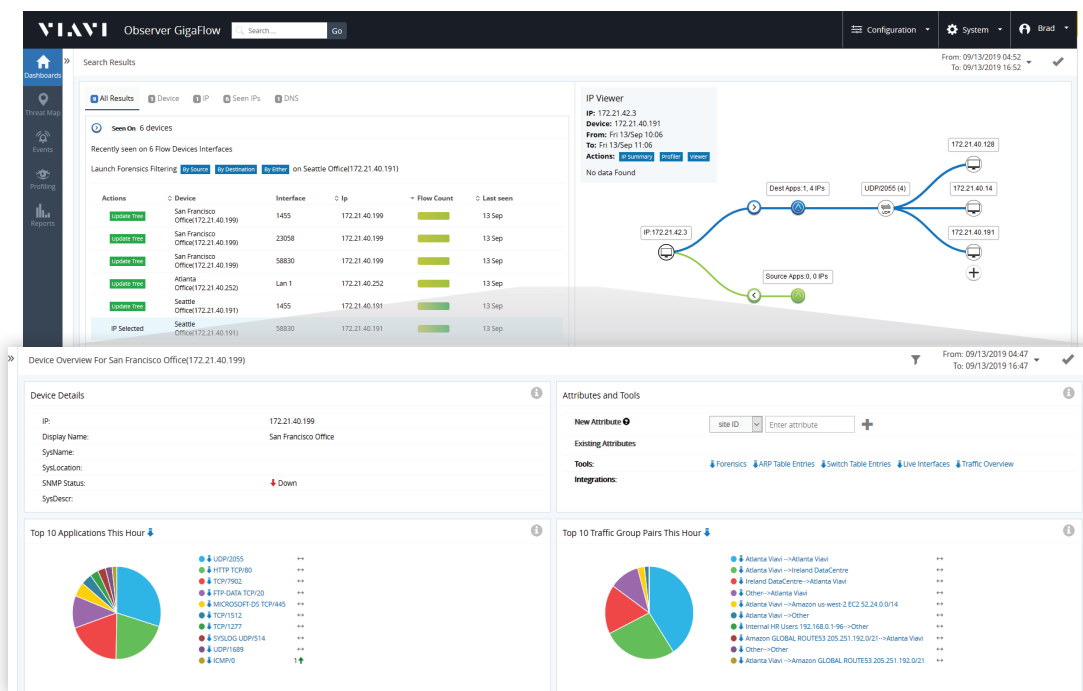 VIAVI Observer GigaFlow Search... Go Configuration System Brad
Dashboards
Threat Map
Events
Profiling
Reports
Search Results
From: 09/13/2019 04:52
To: 09/13/2019 16:52
9 All Results 1 Device 1 IP 6 Seen IPs 1 DNS
Seen On 6 devices
Recently seen on 6 Flow Devices Interfaces
Launch Forensics Filtering By Source By Destination By Either on Seattle Office(172.21.40.191)
Actions Device Interface Ip Flow Count Last seen
Update Tree San Francisco Office(172.21.40.199) 1455 172.21.40.199 13 Sep
Update Tree San Francisco Office(172.21.40.199) 23058 172.21.40.199 13 Sep
Update Tree San Francisco Office(172.21.40.199) 58830 172.21.40.199 13 Sep
Update Tree Atlanta Office(172.21.40.252) Lan 1 172.21.40.252 13 Sep
Update Tree Seattle Office(172.21.40.191) 1455 172.21.40.191 13 Sep
IP Selected Seattle Office(172.21.40.191) 58830 172.21.40.191 13 Sep
IP Viewer
IP: 172.21.42.3
Device: 172.21.40.191
From: Fri 13/Sep 10:06
To: Fri 13/Sep 11:06
Actions: IP Summary Profiler Viewer
No data Found
IP:172.21.42.3
Dest Apps:1, 4 IPs
UDP/2055 (4)
UDP
172.21.40.128
172.21.40.14
172.21.40.191
Source Apps:0, 0 IPs
Device Overview For San Francisco Office(172.21.40.199)
From: 09/13/2019 04:47
To: 09/13/2019 16:47
Device Details
IP: 172.21.40.199
Display Name: San Francisco Office
SysName:
SysLocation:
SNMP Status: Down
SysDescr:
Attributes and Tools
New Attribute site ID Enter attribute
Existing Attributes
Tools: Forensics ARP Table Entries Switch Table Entries Live Interfaces Traffic Overview
Integrations:
Top 10 Applications This Hour
UDP/2055
HTTP TCP/80
TCP/7902
FTP-DATA TCP/20
MICROSOFT-DS TCP/445
TCP/1512
TCP/1277
SYSLOG UDP/514
UDP/1689
ICMP/0 1
Top 10 Traffic Group Pairs This Hour
Atlanta Viavi -->Atlanta Viavi
Atlanta Viavi -->Ireland DataCentre
Ireland DataCentre-->Atlanta Viavi
Other-->Atlanta Viavi
Atlanta Viavi -->Amazon us-west-2 EC2 52.24.0.0/14
Atlanta Viavi -->Other
Internal HR Users 192.168.0.1-96-->Other
Amazon GLOBAL ROUTE53 205.251.192.0/21-->Atlanta Viavi
Other-->Other
Atlanta Viavi -->Amazon GLOBAL ROUTE53 205.251.192.0/21